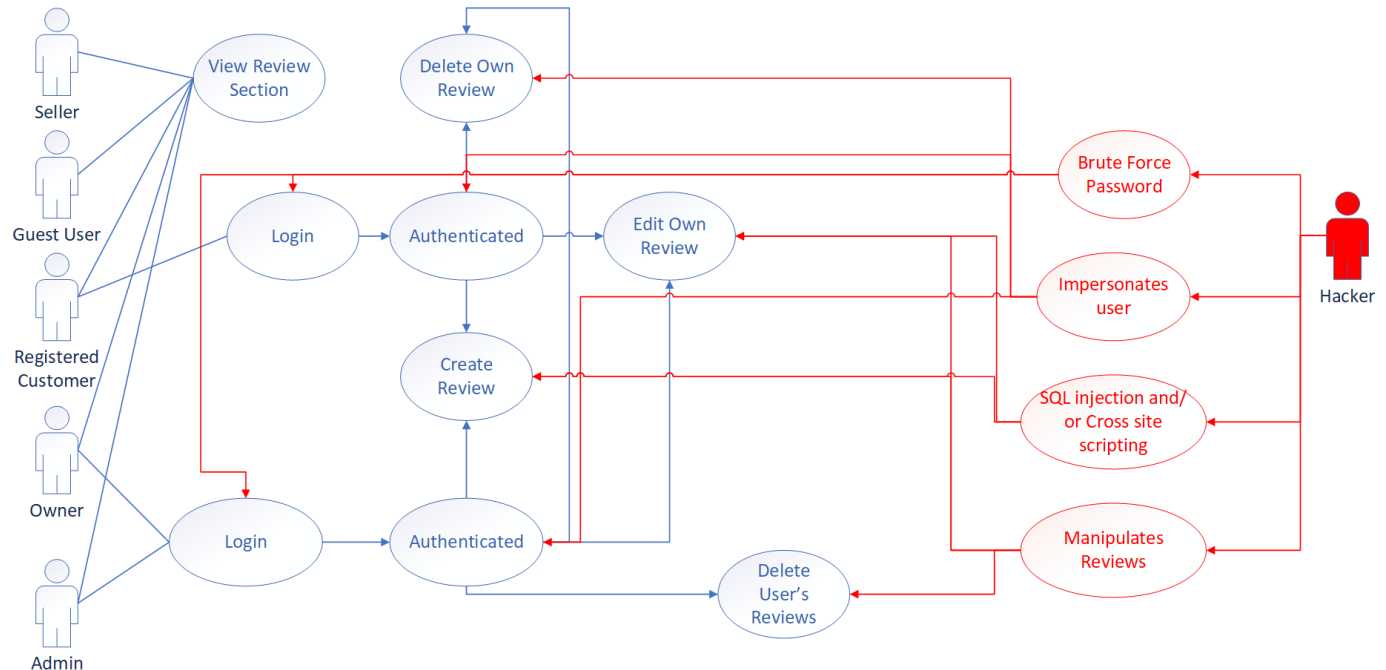 Seller
View Review
Section
Delete Own
Review
Guest User
Brute Force
Password
Login
Authenticated
Edit Own
Review
Registered
Customer
Impersonates
user
Hacker
Create
Review
SQL injection and/
or Cross site
scripting
Owner
Login
Authenticated
Manipulates
Reviews
Delete
User’s
Reviews
Admin